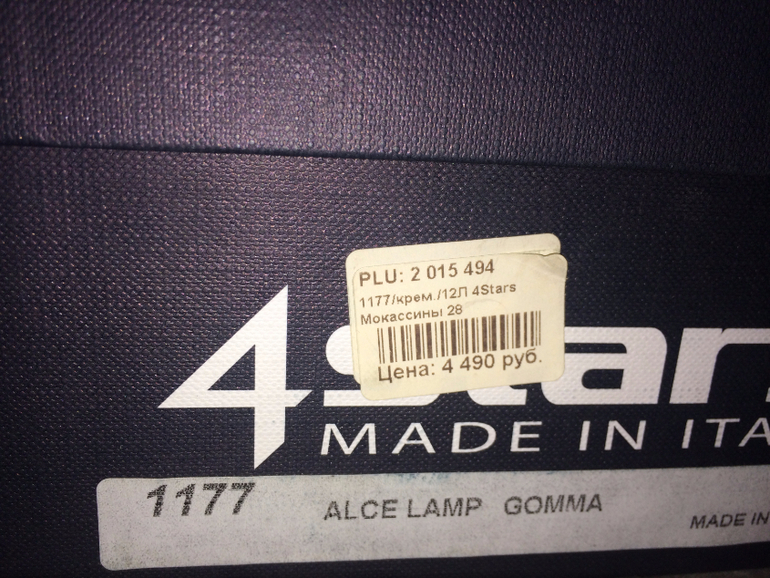 PLU: 2 015 494
1177/крем./12Л 4Stars
Мокассины 28
Цена: 4 490 руб.
4Stars
MADE IN ITA
1177 ALCE LAMP GOMMA
MADE IN